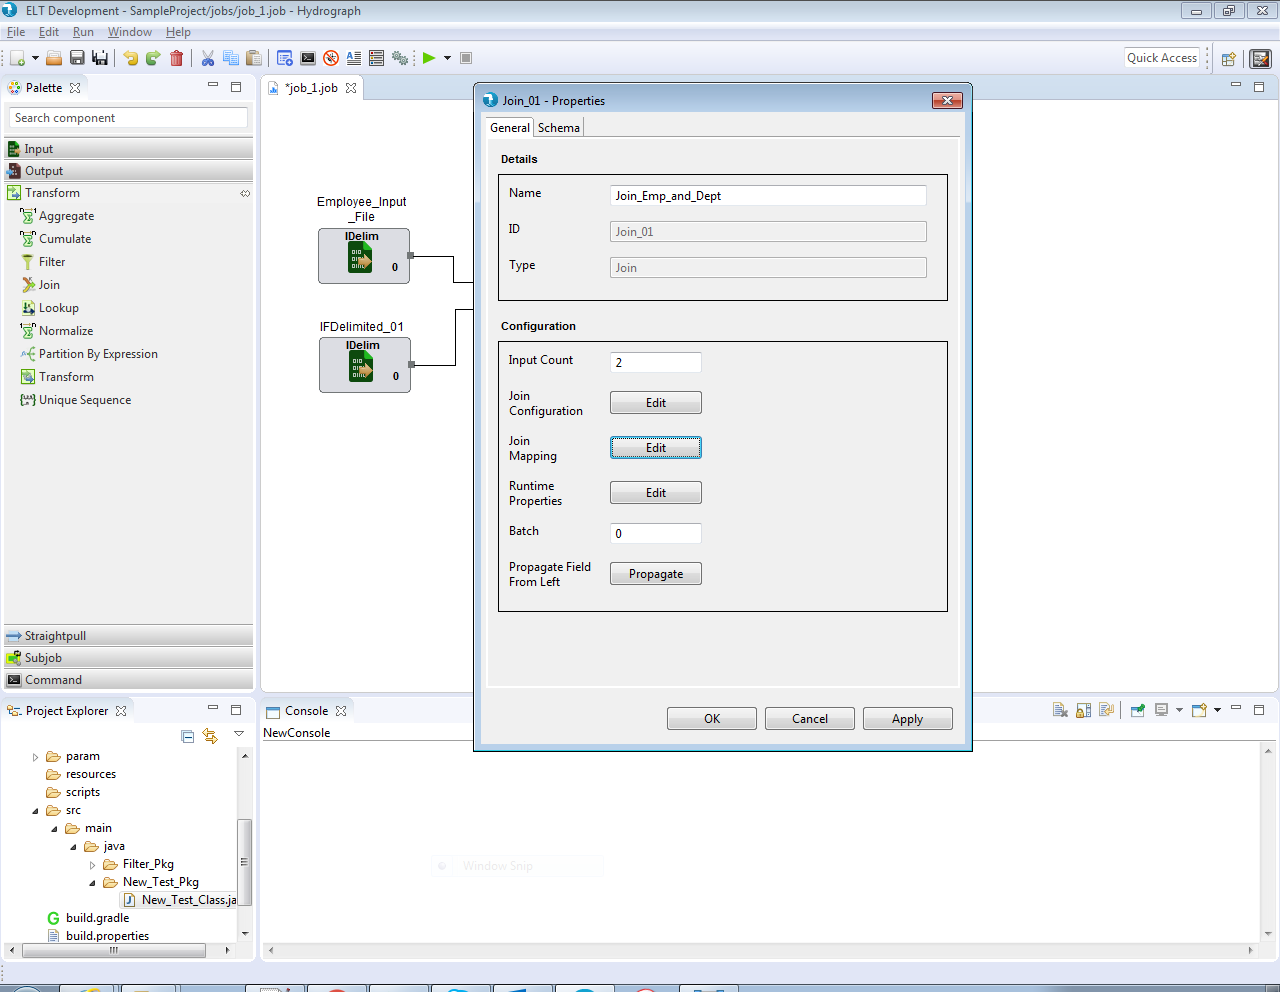 ELT Development - SampleProject/jobs/job_1.job - Hydrograph
File Edit Run Window Help
Quick Access
Palette
*job_1.job
Search component
Input
Output
Transform
Aggregate
Cumulate
Filter
Join
Lookup
Normalize
Partition By Expression
Transform
Unique Sequence
Straightpull
Subjob
Command
Employee_Input
_File
IDelim
0
IFDelimited_01
IDelim
0
Join_01 - Properties
General Schema
Details
Name Join_Emp_and_Dept
ID Join_01
Type Join
Configuration
Input Count 2
Join
Configuration
Edit
Join
Mapping
Edit
Runtime
Properties
Edit
Batch 0
Propagate Field
From Left
Propagate
OK Cancel Apply
Project Explorer
param
resources
scripts
src
main
java
Filter_Pkg
New_Test_Pkg
New_Test_Class.ja
build.gradle
build.properties
Console
NewConsole
Window Snip